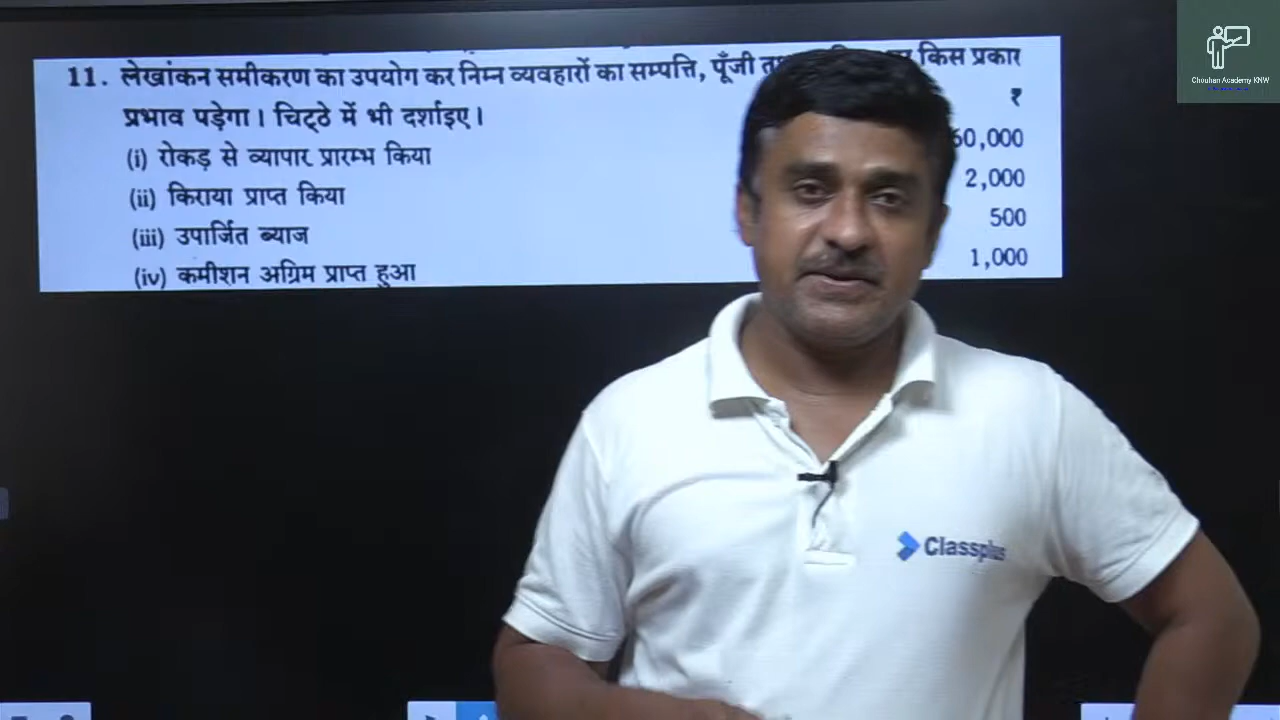 11. लेखांकन समीकरण का उपयोग कर निम्न व्यवहारों का सम्पत्ति, पूँजी किस प्रकार
प्रभाव पड़ेगा। चिट्ठे में भी दर्शाइए। ₹
(i) रोकड़ से व्यापार प्रारम्भ किया
(ii) किराया प्राप्त किया 2,000
(iii) उपार्जित ब्याज 500
(iv) कमीशन अग्रिम प्राप्त हुआ 1,000
Chouhan Academy KNW
Classplus